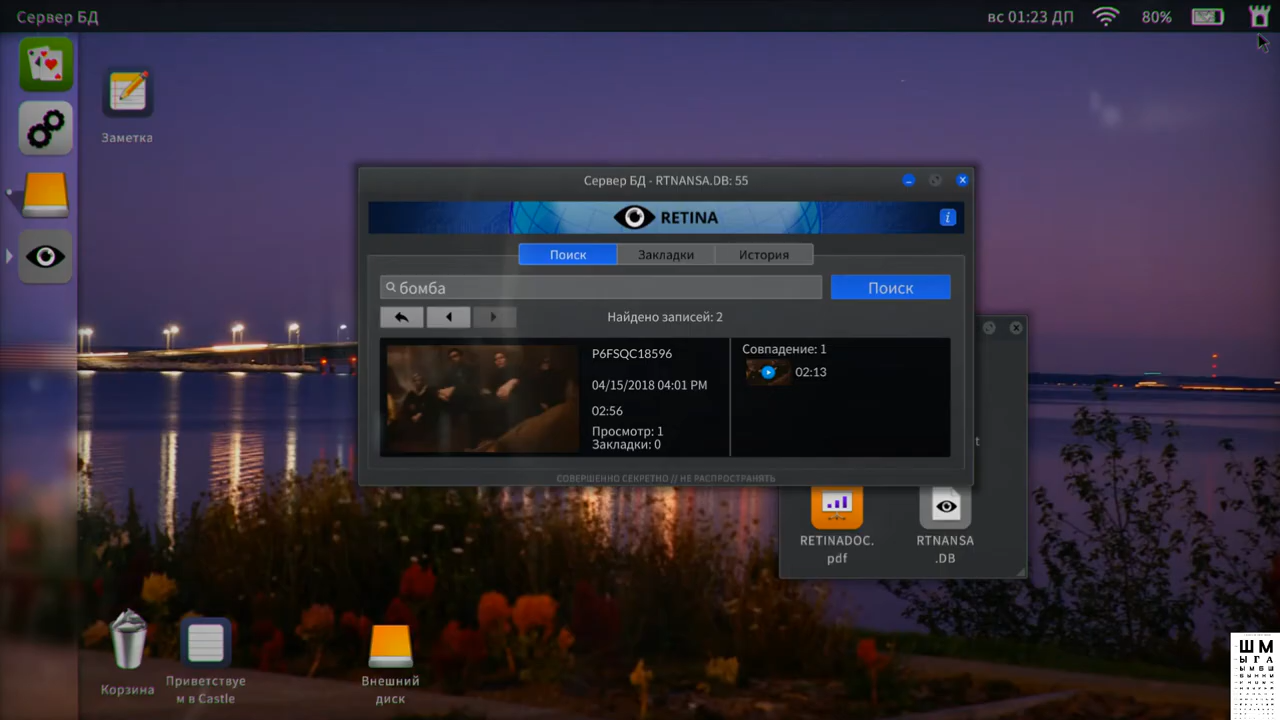 Сервер БД
вс 01:23 ДП
80%
Заметка
Сервер БД - RTNANSA.DB: 55
RETINA
i
Поиск
Закладки
История
бомба
Поиск
Найдено записей: 2
P6FSQC18596
04/15/2018 04:01 PM
02:56
Просмотр: 1
Закладки: 0
Совпадение: 1
02:13
СОВЕРШЕННО СЕКРЕТНО // НЕ РАСПРОСТРАНЯТЬ
t
RETINADOC.
pdf
RTNANSA
.DB
Корзина
Приветствуе
м в Castle
Внешний
диск
Ш М
Ы Г А
Ы М Б Ш
Б Ы Н К И